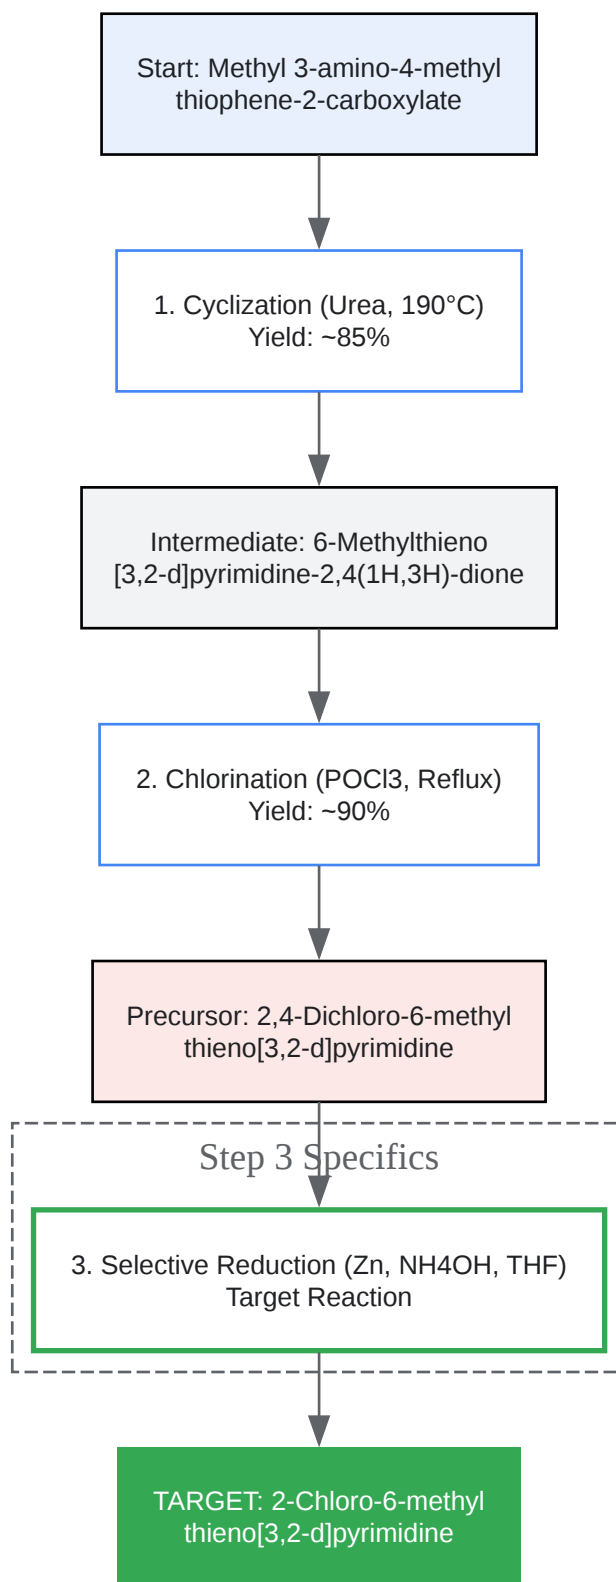 Start: Methyl 3-amino-4-methyl
thiophene-2-carboxylate
1. Cyclization (Urea, 190°C)
Yield: ~85%
Intermediate: 6-Methylthieno
[3,2-d]pyrimidine-2,4(1H,3H)-dione
2. Chlorination (POCl3, Reflux)
Yield: ~90%
Precursor: 2,4-Dichloro-6-methyl
thieno[3,2-d]pyrimidine
Step 3 Specifics
3. Selective Reduction (Zn, NH4OH, THF)
Target Reaction
TARGET: 2-Chloro-6-methyl
thieno[3,2-d]pyrimidine